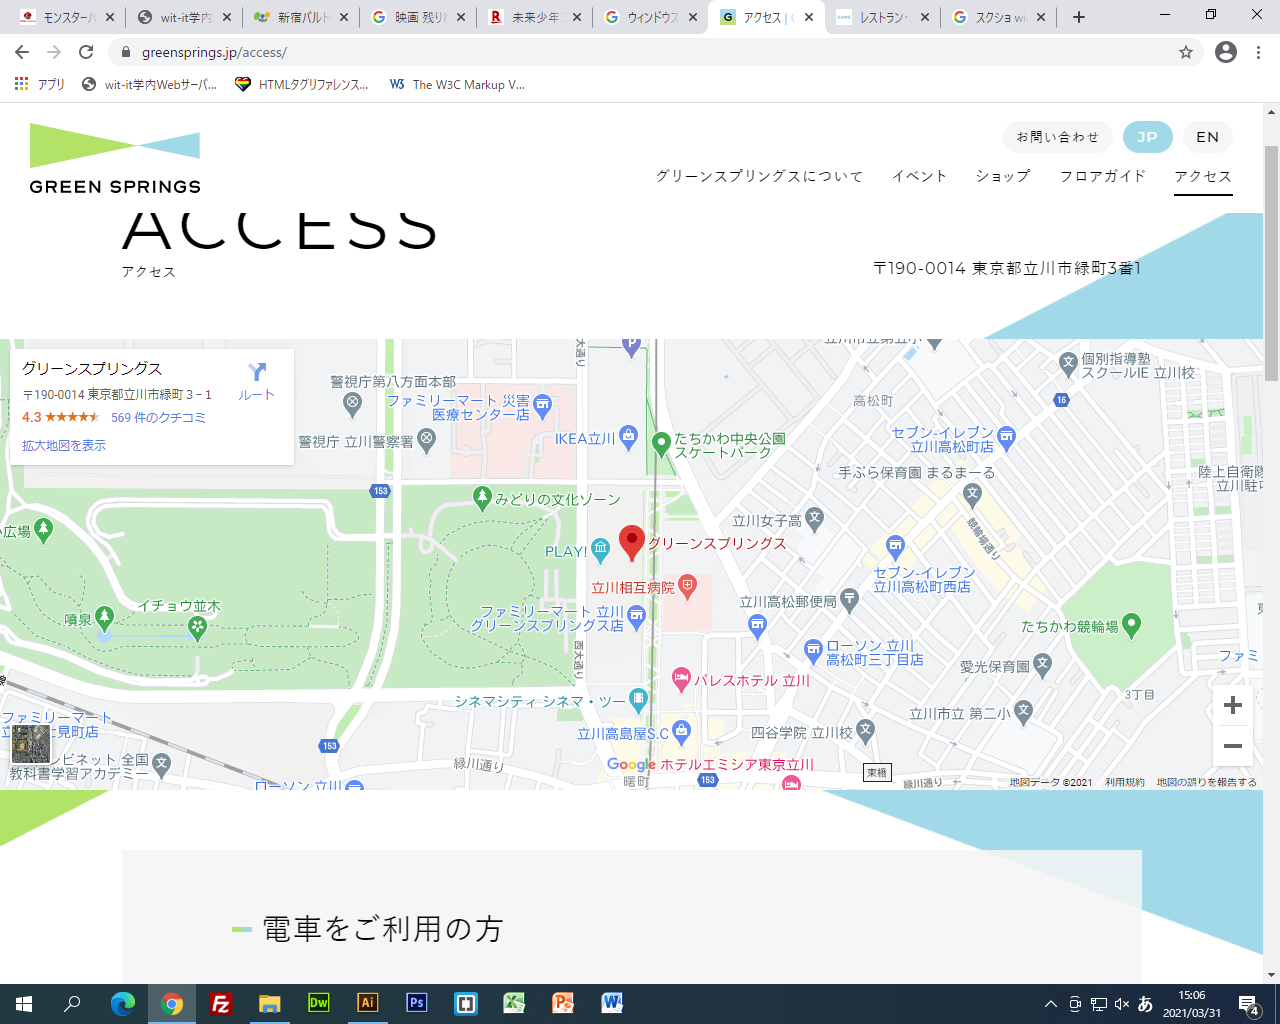 モンスターハ
wit-it学内
新宿バルト
映画 残り
未来少年
ウィンドウズ
アクセス | G
レストラン・
スクショ wi
greensprings.jp/access/
アプリ
wit-it学内Webサーバ...
HTMLタグリファレンス...
The W3C Markup V...
GREEN SPRINGS
お問い合わせ
JP
EN
グリーンスプリングスについて
イベント
ショップ
フロアガイド
アクセス
ACCESS
アクセス
〒190-0014 東京都立川市緑町3番1
グリーンスプリングス
〒190-0014 東京都立川市緑町３−１
4.3
569 件のクチコミ
拡大地図を表示
ルート
警視庁第八方面本部
ファミリーマート 災害
医療センター店
警視庁 立川警察署
IKEA立川
たちかわ中央公園
スケートパーク
高松町
16
個別指導塾
スクールIE 立川校
セブン-イレブン
立川高松町店
手ぶら保育園 まるまーる
陸上自衛隊
立川駐屯
153
みどりの文化ゾーン
い広場
立川女子高
競輪場通り
PLAY!
グリーンスプリングス
立川相互病院
セブン-イレブン
立川高松町西店
立川高松郵便局
イチョウ並木
噴泉
ファミリーマート 立川
グリーンスプリングス店
西大通り
ローソン 立川
高松町三丁目店
たちかわ競輪場
愛光保育園
ファミ
パレスホテル 立川
3丁目
シネマシティ シネマ・ツー
立川市立 第二小
ファミリーマート
153
立川高島屋S.C
四谷学院 立川校
教科書学習アカデミー
緑川通り
Google
ホテルエミシア東京立川
東橋
曙町
153
緑川通り
ローソン 立川
地図データ ©2021
利用規約
地図の誤りを報告する
電車をご利用の方
あ
15:06
2021/03/31
4